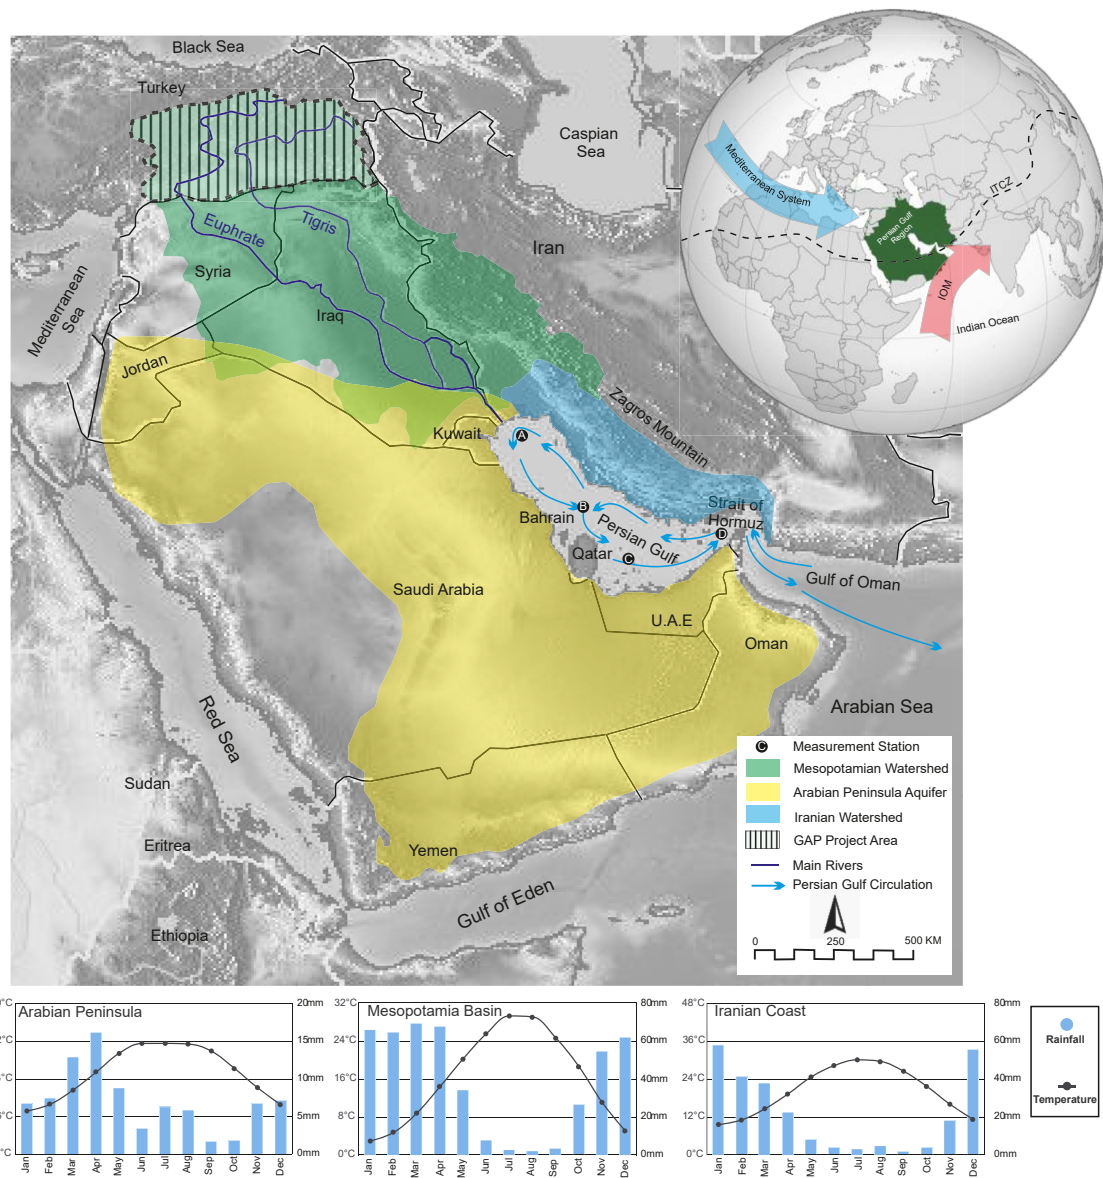 Black Sea
Turkey
Caspian
Sea
Mediterranean
Sea
Euphrate
Tigris
Iran
Syria
Iraq
Jordan
Kuwait
Zagros Mountain
A
B
C
D
Bahrain
Qatar
Persian Gulf
Strait of
Hormuz
Gulf of Oman
Saudi Arabia
U.A.E
Oman
Red Sea
Arabian Sea
Sudan
Eritrea
Ethiopia
Yemen
Gulf of Eden
Mediterranean System
ITCZ
Persian Gulf
Region
IOM
Indian Ocean
C Measurement Station
Mesopotamian Watershed
Arabian Peninsula Aquifer
Iranian Watershed
GAP Project Area
Main Rivers
Persian Gulf Circulation
0 250 500 KM
Arabian Peninsula
20mm
15mm
10mm
5mm
0mm
Jan Feb Mar Apr May Jun Jul Aug Sep Oct Nov Dec
Mesopotamia Basin
32°C
24°C
16°C
8°C
0°C
80mm
60mm
40mm
20mm
0mm
Jan Feb Mar Apr May Jun Jul Aug Sep Oct Nov Dec
Iranian Coast
48°C
36°C
24°C
12°C
0°C
80mm
60mm
40mm
20mm
0mm
Jan Feb Mar Apr May Jun Jul Aug Sep Oct Nov Dec
Rainfall
Temperature